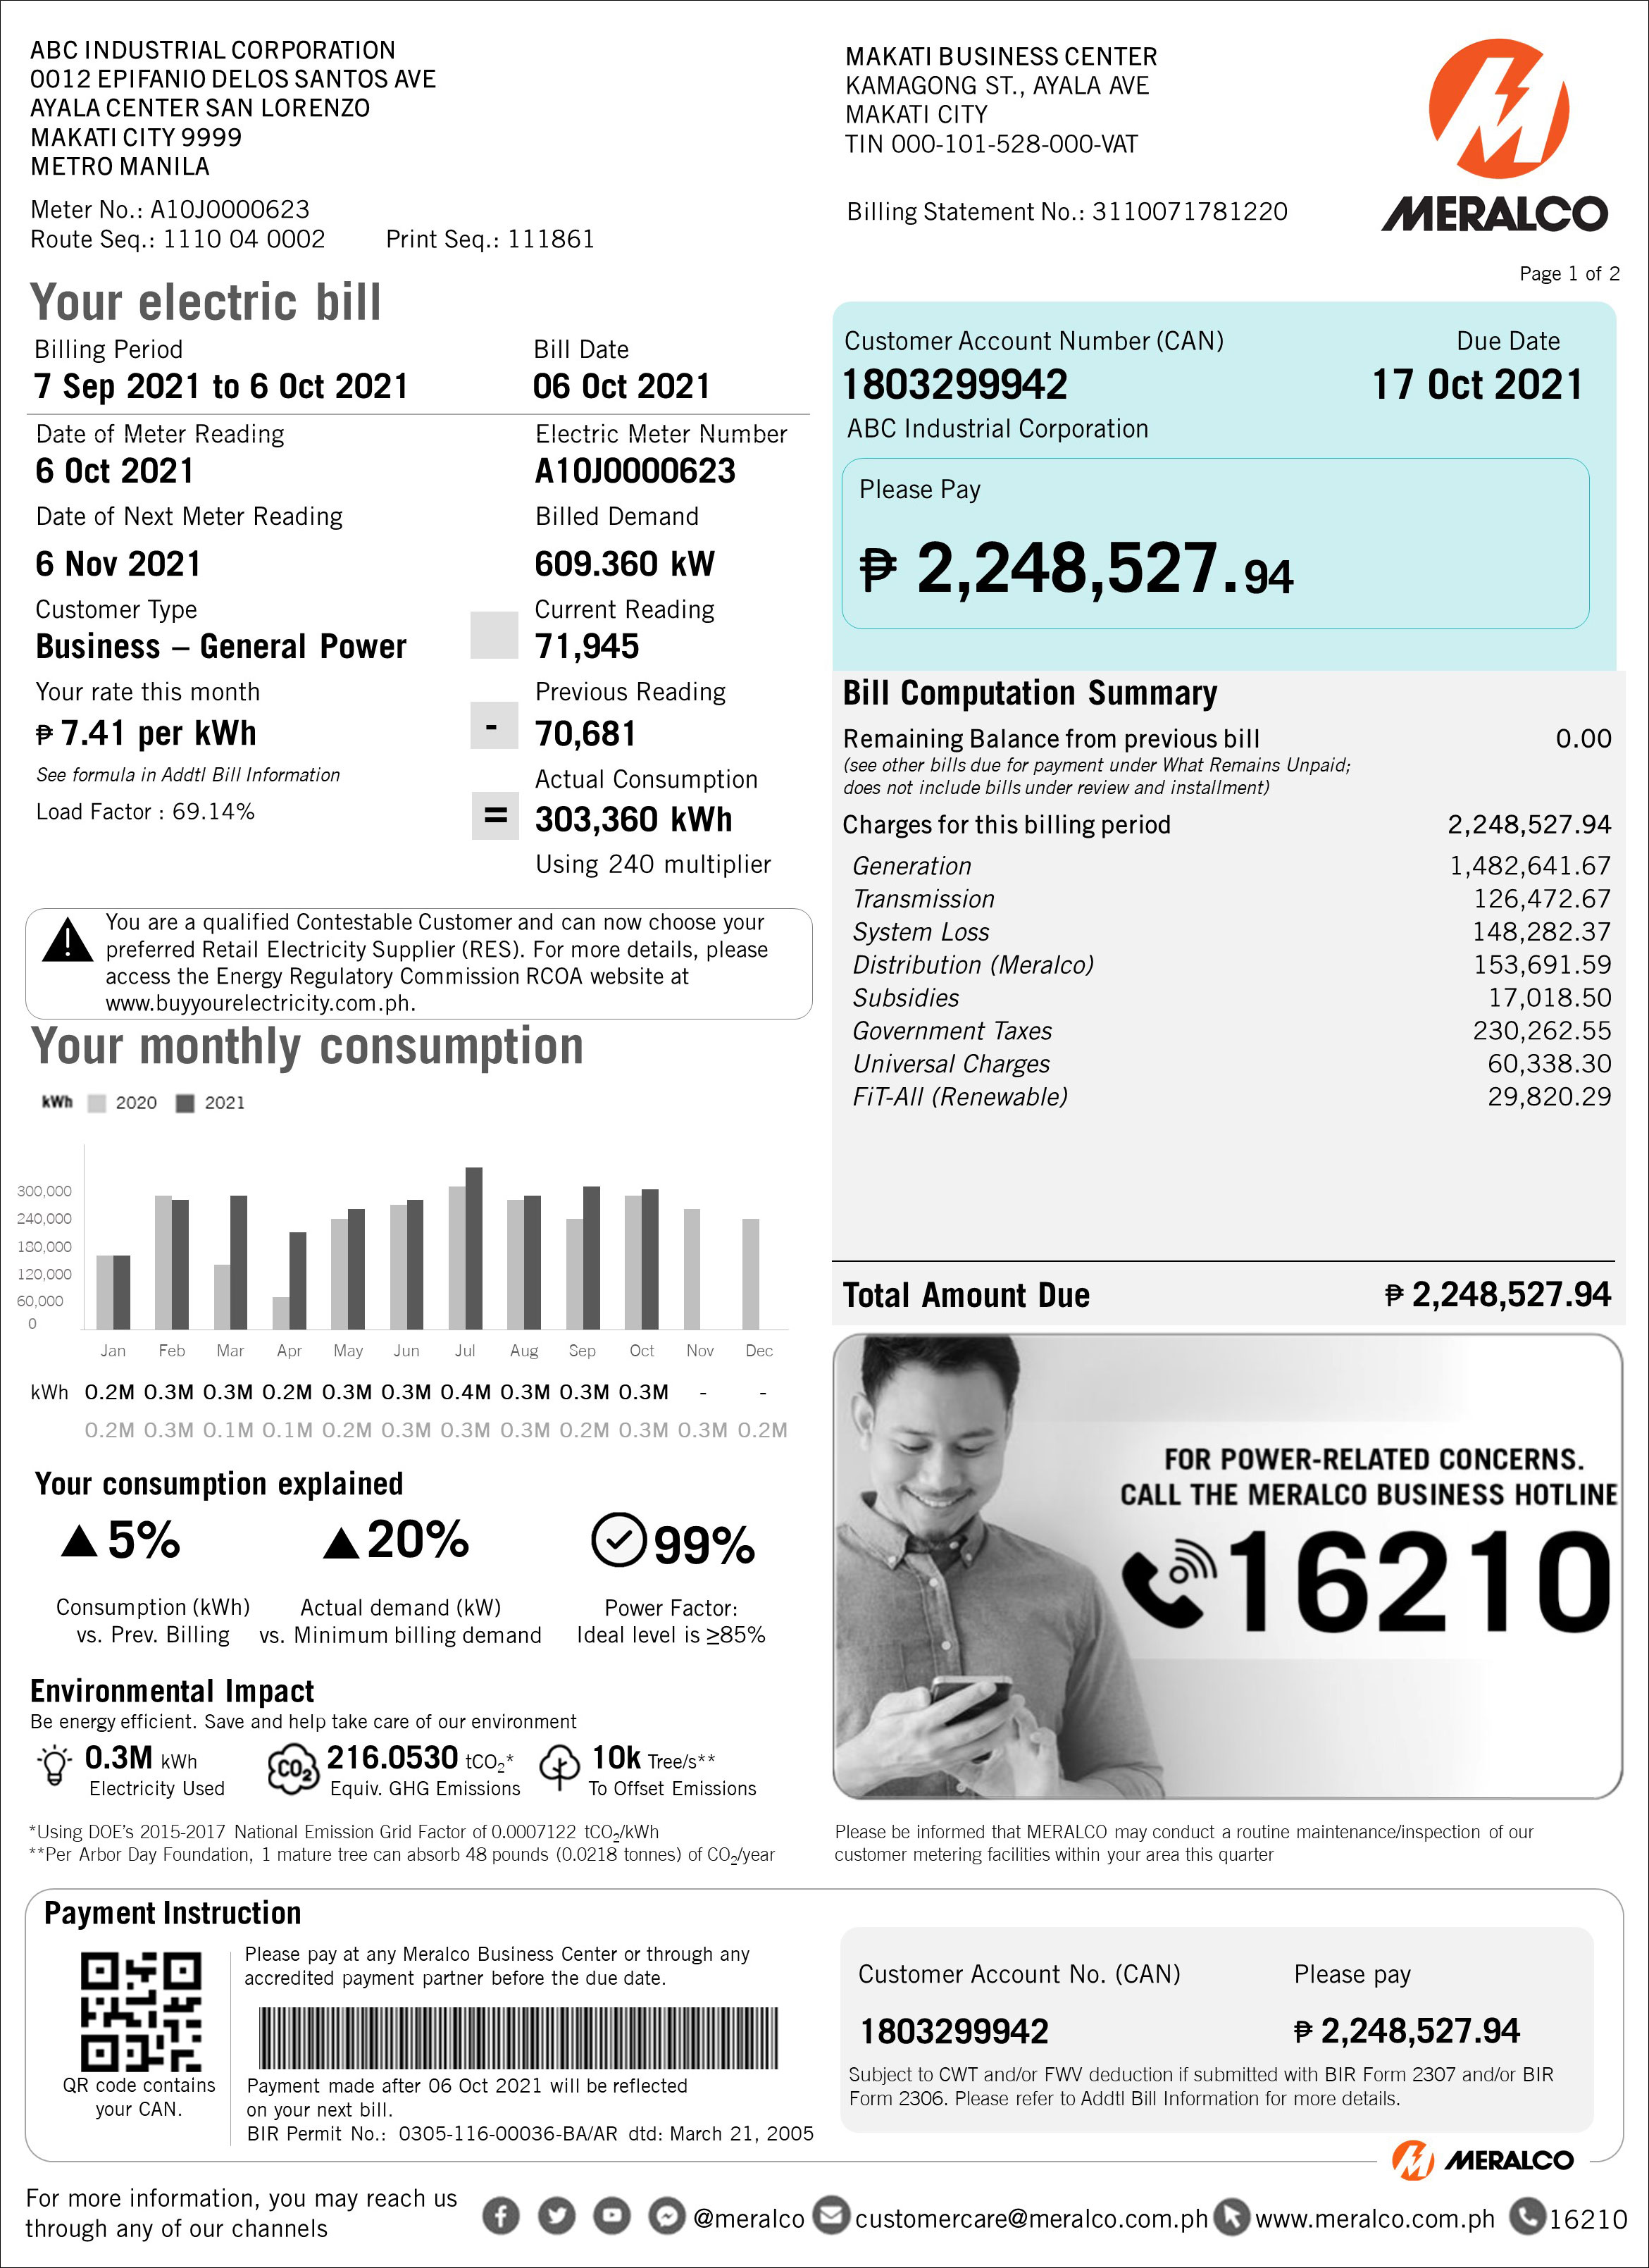 ABC INDUSTRIAL CORPORATION
0012 EPIFANIO DELOS SANTOS AVE
AYALA CENTER SAN LORENZO
MAKATI CITY 9999
METRO MANILA
Meter No.: A10J0000623
Route Seq.: 1110 04 0002 Print Seq.: 111861
MAKATI BUSINESS CENTER
KAMAGONG ST., AYALA AVE
MAKATI CITY
TIN 000-101-528-000-VAT
Billing Statement No.: 3110071781220
MERALCO
Page 1 of 2
Your electric bill
Billing Period Bill Date
7 Sep 2021 to 6 Oct 2021 06 Oct 2021
Date of Meter Reading Electric Meter Number
6 Oct 2021 A10J0000623
Date of Next Meter Reading Billed Demand
6 Nov 2021 609.360 kW
Customer Type Current Reading
Business – General Power 71,945
Your rate this month Previous Reading
₱ 7.41 per kWh - 70,681
See formula in Addtl Bill Information Actual Consumption
Load Factor : 69.14% = 303,360 kWh
Using 240 multiplier
You are a qualified Contestable Customer and can now choose your
preferred Retail Electricity Supplier (RES). For more details, please
access the Energy Regulatory Commission RCOA website at
www.buyyourelectricity.com.ph.
Customer Account Number (CAN) Due Date
1803299942 17 Oct 2021
ABC Industrial Corporation
Please Pay
₱ 2,248,527.94
Bill Computation Summary
Remaining Balance from previous bill 0.00
(see other bills due for payment under What Remains Unpaid;
does not include bills under review and installment)
Charges for this billing period 2,248,527.94
Generation 1,482,641.67
Transmission 126,472.67
System Loss 148,282.37
Distribution (Meralco) 153,691.59
Subsidies 17,018.50
Government Taxes 230,262.55
Universal Charges 60,338.30
FiT-All (Renewable) 29,820.29
Total Amount Due ₱ 2,248,527.94
Your monthly consumption
kWh 2020 2021
300,000
240,000
180,000
120,000
60,000
0
Jan Feb Mar Apr May Jun Jul Aug Sep Oct Nov Dec
kWh 0.2M 0.3M 0.3M 0.2M 0.3M 0.3M 0.4M 0.3M 0.3M 0.3M - -
0.2M 0.3M 0.1M 0.1M 0.2M 0.3M 0.3M 0.3M 0.2M 0.3M 0.3M 0.2M
Your consumption explained
5% 20% 99%
Consumption (kWh) Actual demand (kW) Power Factor:
vs. Prev. Billing vs. Minimum billing demand Ideal level is ≥85%
Environmental Impact
Be energy efficient. Save and help take care of our environment
0.3M kWh CO2 216.0530 tCO2* 10k Tree/s**
Electricity Used Equiv. GHG Emissions To Offset Emissions
*Using DOE's 2015-2017 National Emission Grid Factor of 0.0007122 tCO2/kWh
**Per Arbor Day Foundation, 1 mature tree can absorb 48 pounds (0.0218 tonnes) of CO2/year
FOR POWER-RELATED CONCERNS.
CALL THE MERALCO BUSINESS HOTLINE
16210
Please be informed that MERALCO may conduct a routine maintenance/inspection of our
customer metering facilities within your area this quarter
Payment Instruction
Please pay at any Meralco Business Center or through any
accredited payment partner before the due date.
QR code contains
your CAN.
Payment made after 06 Oct 2021 will be reflected
on your next bill.
BIR Permit No.: 0305-116-00036-BA/AR dtd: March 21, 2005
Customer Account No. (CAN) Please pay
1803299942 ₱ 2,248,527.94
Subject to CWT and/or FWV deduction if submitted with BIR Form 2307 and/or BIR
Form 2306. Please refer to Addtl Bill Information for more details.
MERALCO
For more information, you may reach us
through any of our channels
@meralco customercare@meralco.com.ph www.meralco.com.ph 16210